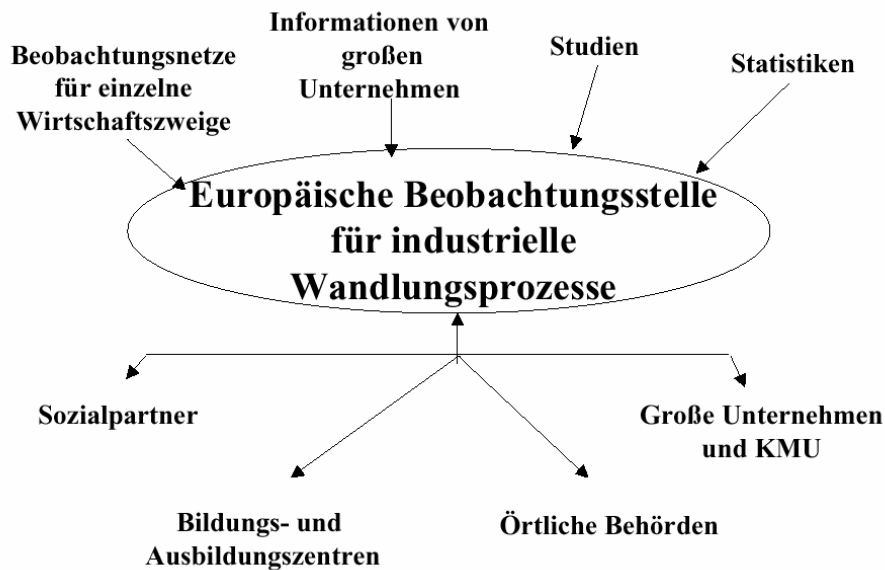 Beobachtungsnetze
für einzelne
Wirtschaftszweige
Informationen von
großen
Unternehmen
Studien
Statistiken
Europäische Beobachtungsstelle
für industrielle
Wandlungsprozesse
Sozialpartner
Große Unternehmen
und KMU
Bildungs- und
Ausbildungszentren
Örtliche Behörden